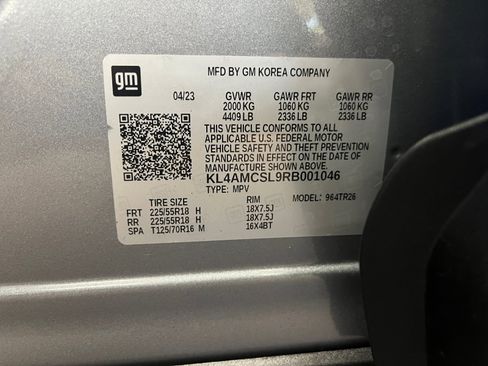 gm
MFD BY GM KOREA COMPANY
04/23 GVWR GAWR FRT GAWR RR
2000 KG 1060 KG 1060 KG
4409 LB 2336 LB 2336 LB
THIS VEHICLE CONFORMS TO ALL
APPLICABLE U.S. FEDERAL MOTOR
VEHICLE SAFETY AND THEFT PREVENTION
STANDARDS IN EFFECT ON THE DATE OF
MANUFACTURE SHOWN ABOVE.
KL4AMCSL9RB001046
TYPE: MPV MODEL: 964TR26
TIRE SIZE RIM
FRT 225/55R18 H 18X7.5J
RR 225/55R18 H 18X7.5J
SPA T125/70R16 M 16X4BT